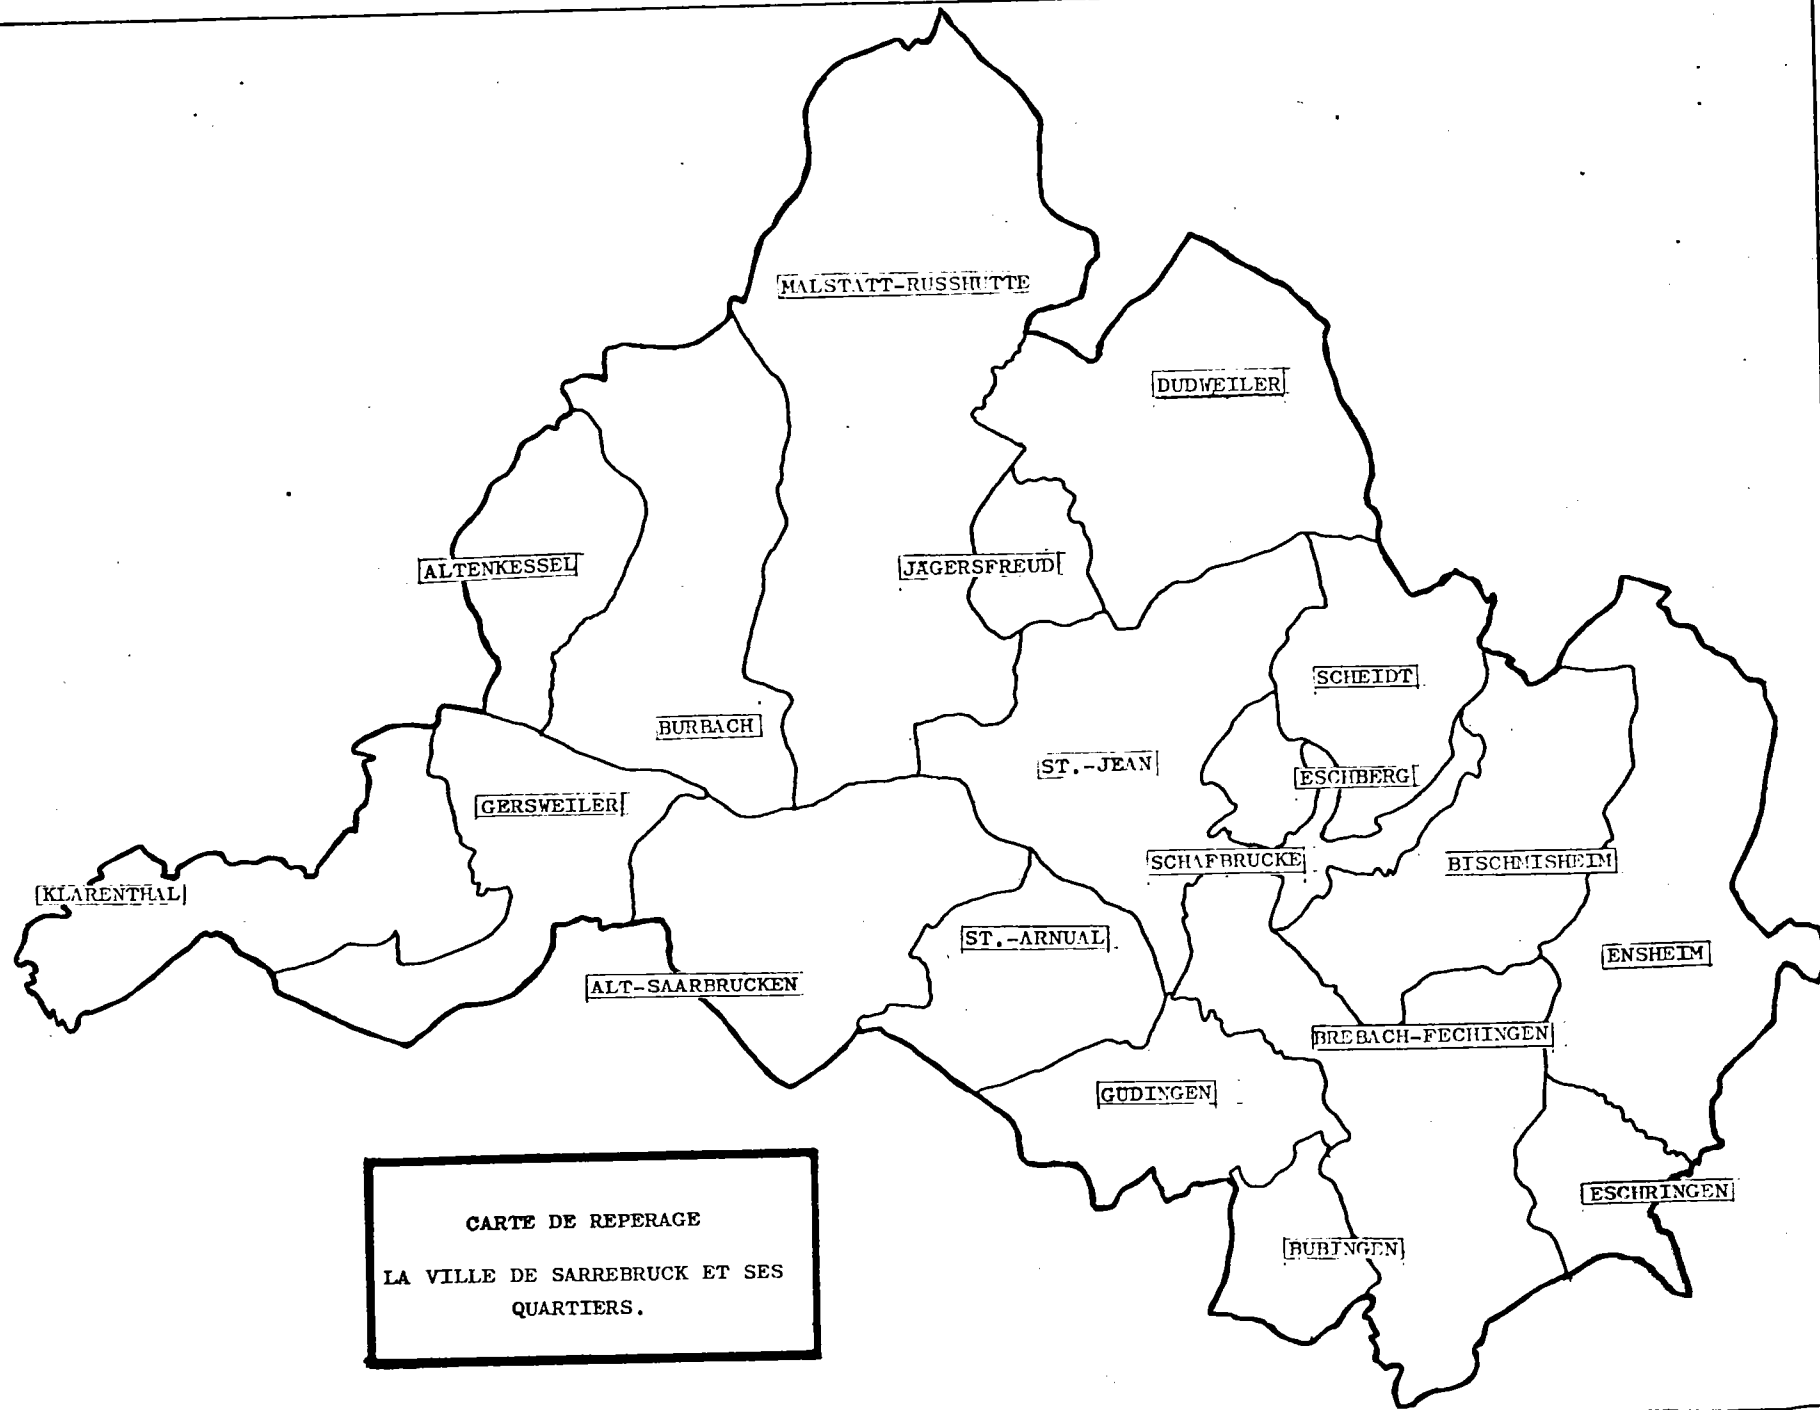 MALSTATT-RUSSHUTTE
DUDWEILER
ALTENKESSEL
JÄGERSFREUD
SCHEIDT
BURBACH
ST.-JEAN
ESCHBERG
GERSWEILER
SCHAFBRUCKE
BISCHMISHEIM
KLARENTHAL
ST.-ARNUAL
ENSHEIM
ALT-SAARBRUCKEN
BREBACH-FECHINGEN
GUDINGEN
ESCHRINGEN
BUBINGEN
CARTE DE REPERAGE
LA VILLE DE SARREBRUCK ET SES
QUARTIERS.